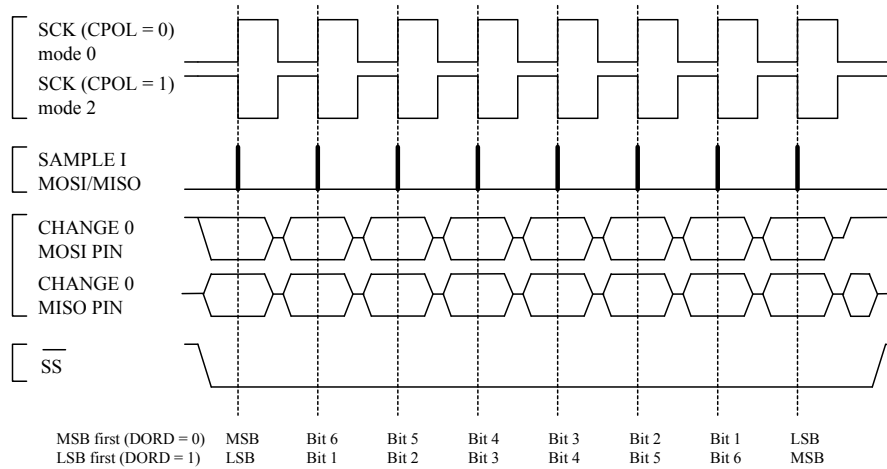 SCK (CPOL = 0)
mode 0
SCK (CPOL = 1)
mode 2
SAMPLE I
MOSI/MISO
CHANGE 0
MOSI PIN
CHANGE 0
MISO PIN
SS
MSB first (DORD = 0) MSB Bit 6 Bit 5 Bit 4 Bit 3 Bit 2 Bit 1 LSB
LSB first (DORD = 1) LSB Bit 1 Bit 2 Bit 3 Bit 4 Bit 5 Bit 6 MSB